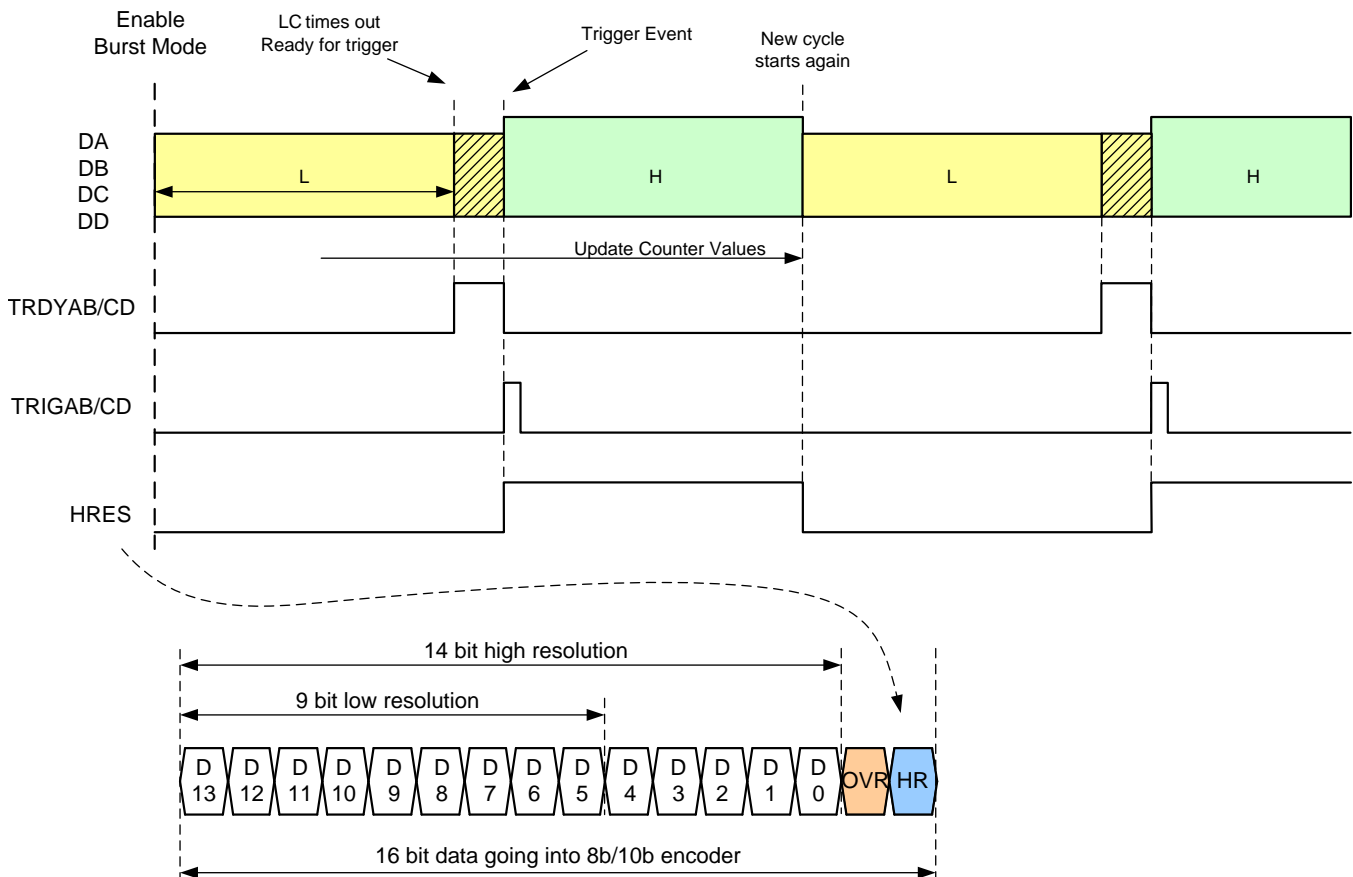 Enable
Burst Mode
LC times out
Ready for trigger
Trigger Event
New cycle
starts again
DA
DB
DC
DD
L
H
L
H
Update Counter Values
TRDYAB/CD
TRIGAB/CD
HRES
14 bit high resolution
9 bit low resolution
D D D D D D D D D D D D D D
13 12 11 10 9 8 7 6 5 4 3 2 1 0
OVR HR
16 bit data going into 8b/10b encoder